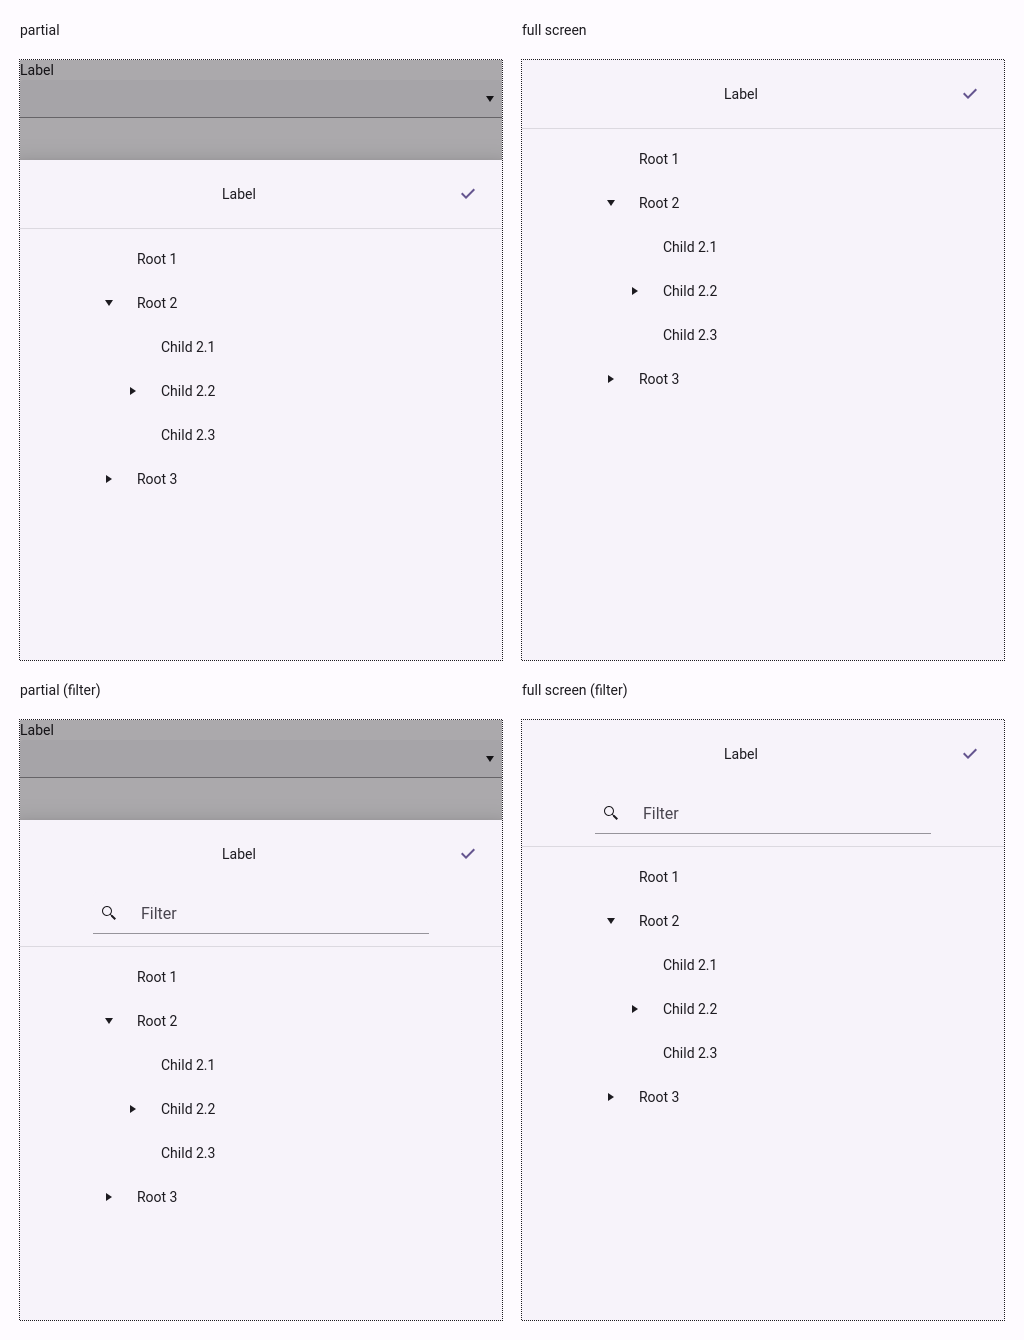 partial
Label
Label
Root 1
Root 2
Child 2.1
Child 2.2
Child 2.3
Root 3
full screen
Label
Root 1
Root 2
Child 2.1
Child 2.2
Child 2.3
Root 3
partial (filter)
Label
Label
Filter
Root 1
Root 2
Child 2.1
Child 2.2
Child 2.3
Root 3
full screen (filter)
Label
Filter
Root 1
Root 2
Child 2.1
Child 2.2
Child 2.3
Root 3